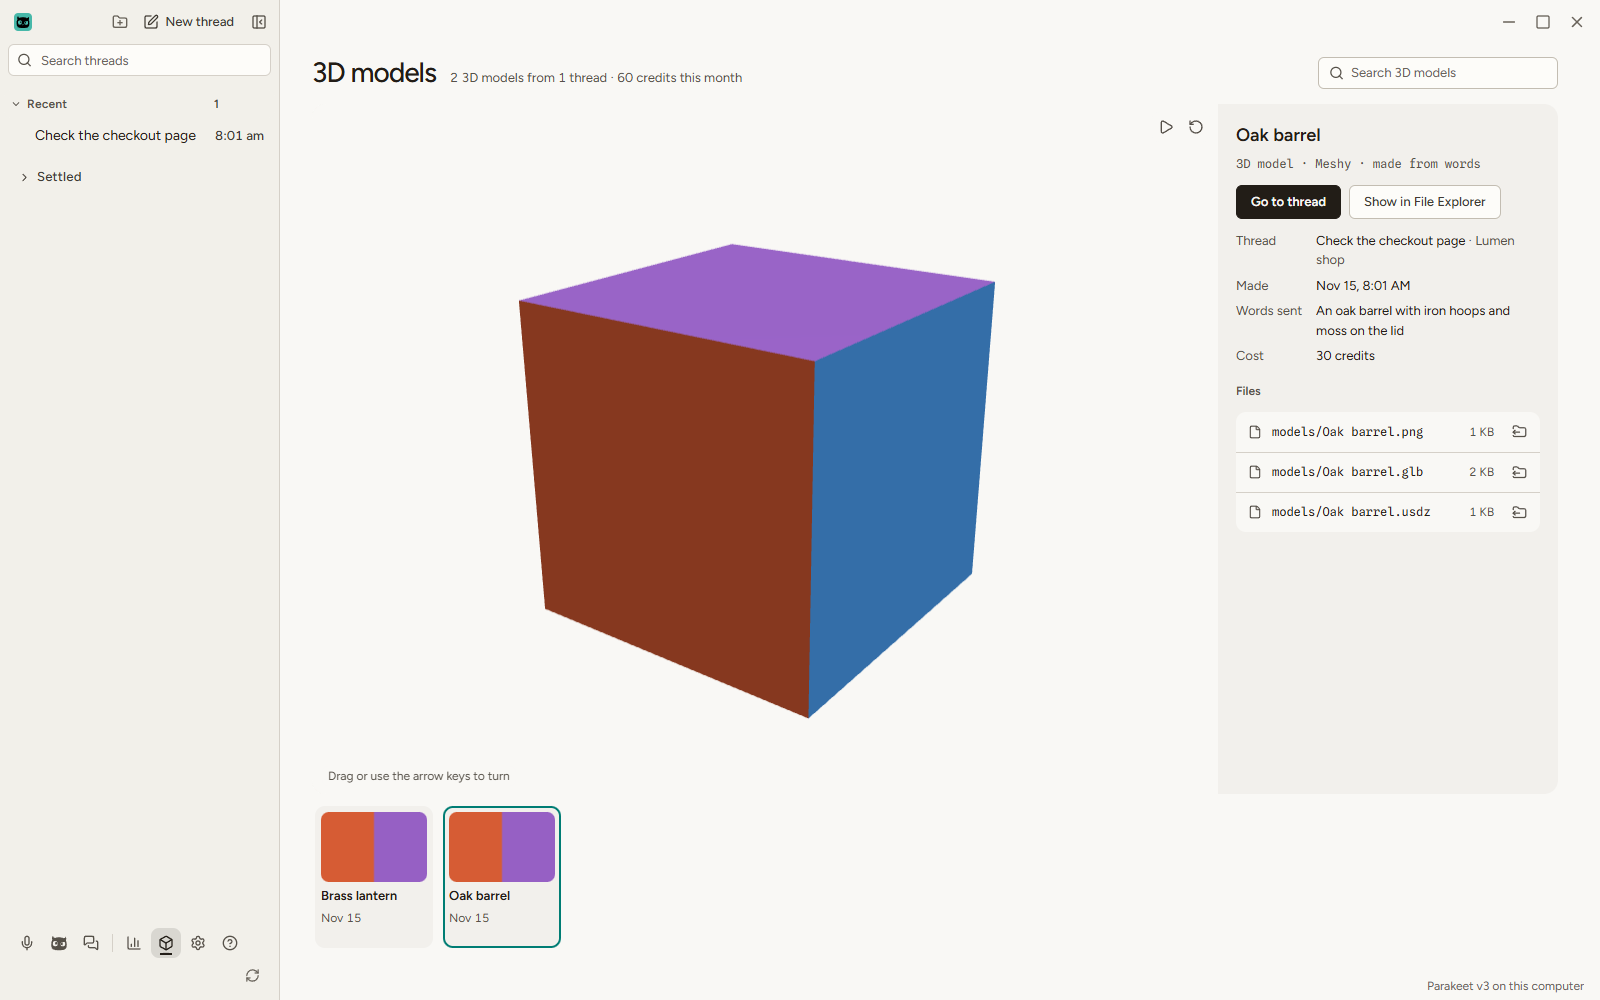 New thread
Search threads
Recent 1
Check the checkout page 8:01 am
Settled
3D models 2 3D models from 1 thread · 60 credits this month
Search 3D models
Oak barrel
3D model · Meshy · made from words
Go to thread Show in File Explorer
Thread Check the checkout page · Lumen
shop
Made Nov 15, 8:01 AM
Words sent An oak barrel with iron hoops and
moss on the lid
Cost 30 credits
Files
models/Oak barrel.png 1 KB
models/Oak barrel.glb 2 KB
models/Oak barrel.usdz 1 KB
Drag or use the arrow keys to turn
Brass lantern Oak barrel
Nov 15 Nov 15
Parakeet v3 on this computer